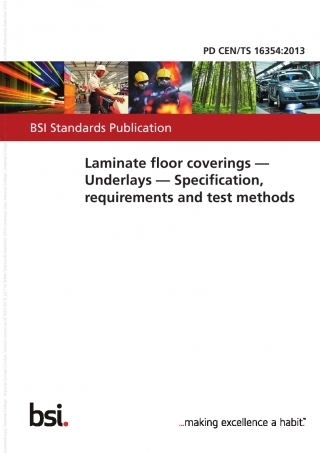 PD CEN/TS 16354:2013
BSI Standards Publication
Laminate floor coverings —
Underlays — Specification,
requirements and test methods
bsi.
...making excellence a habit.™